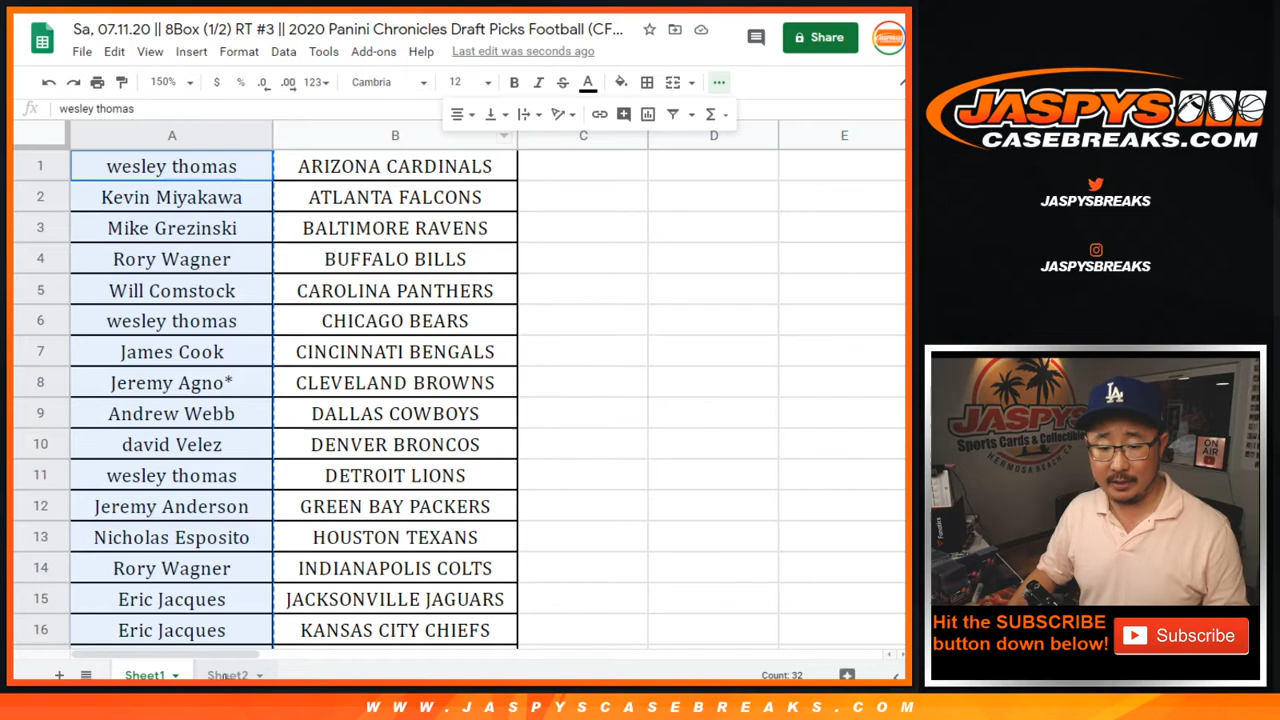 Sa, 07.11.20 || 8Box (1/2) RT #3 || 2020 Panini Chronicles Draft Picks Football (CF...
File Edit View Insert Format Data Tools Add-ons Help Last edit was seconds ago
Share
150% $ % .0 .00 123 Cambria 12 B I S A
fx wesley thomas
A B C D E
1 wesley thomas ARIZONA CARDINALS
2 Kevin Miyakawa ATLANTA FALCONS
3 Mike Grezinski BALTIMORE RAVENS
4 Rory Wagner BUFFALO BILLS
5 Will Comstock CAROLINA PANTHERS
6 wesley thomas CHICAGO BEARS
7 James Cook CINCINNATI BENGALS
8 Jeremy Agno* CLEVELAND BROWNS
9 Andrew Webb DALLAS COWBOYS
10 david Velez DENVER BRONCOS
11 wesley thomas DETROIT LIONS
12 Jeremy Anderson GREEN BAY PACKERS
13 Nicholas Esposito HOUSTON TEXANS
14 Rory Wagner INDIANAPOLIS COLTS
15 Eric Jacques JACKSONVILLE JAGUARS
16 Eric Jacques KANSAS CITY CHIEFS
Sheet1 Sheet2 Count: 32
JASPYS
CASEBREAKS.COM
JASPYSBREAKS
JASPYSBREAKS
JASPYS
Sports Cards & Collectibles
HERMOSA BEACH, CA
LA
ON AIR
Fanatics
Hit the SUBSCRIBE
button down below!
Subscribe
WWW.JASPYSCASEBREAKS.COM